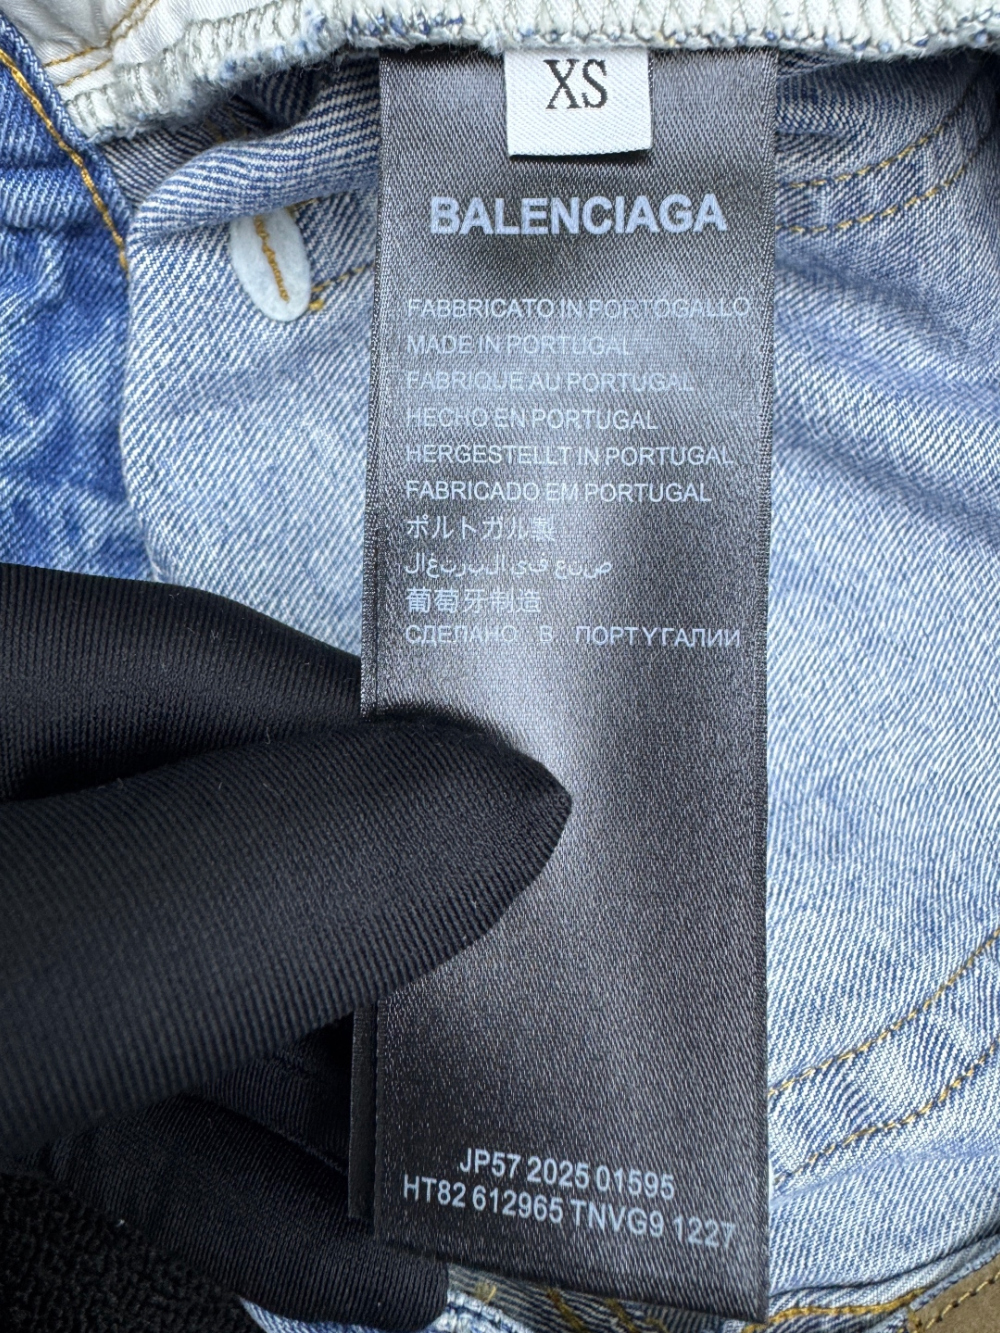 XS
BALENCIAGA
FABBRICATO IN PORTOGALLO
MADE IN PORTUGAL
FABRIQUE AU PORTUGAL
HECHO EN PORTUGAL
HERGESTELLT IN PORTUGAL
FABRICADO EM PORTUGAL
ポルトガル製
صنع فى البربغال
葡萄牙制造
СДЕЛАНО В ПОРТУГАЛИИ
JP57 2025 01595
HT82 612965 TNVG9 1227